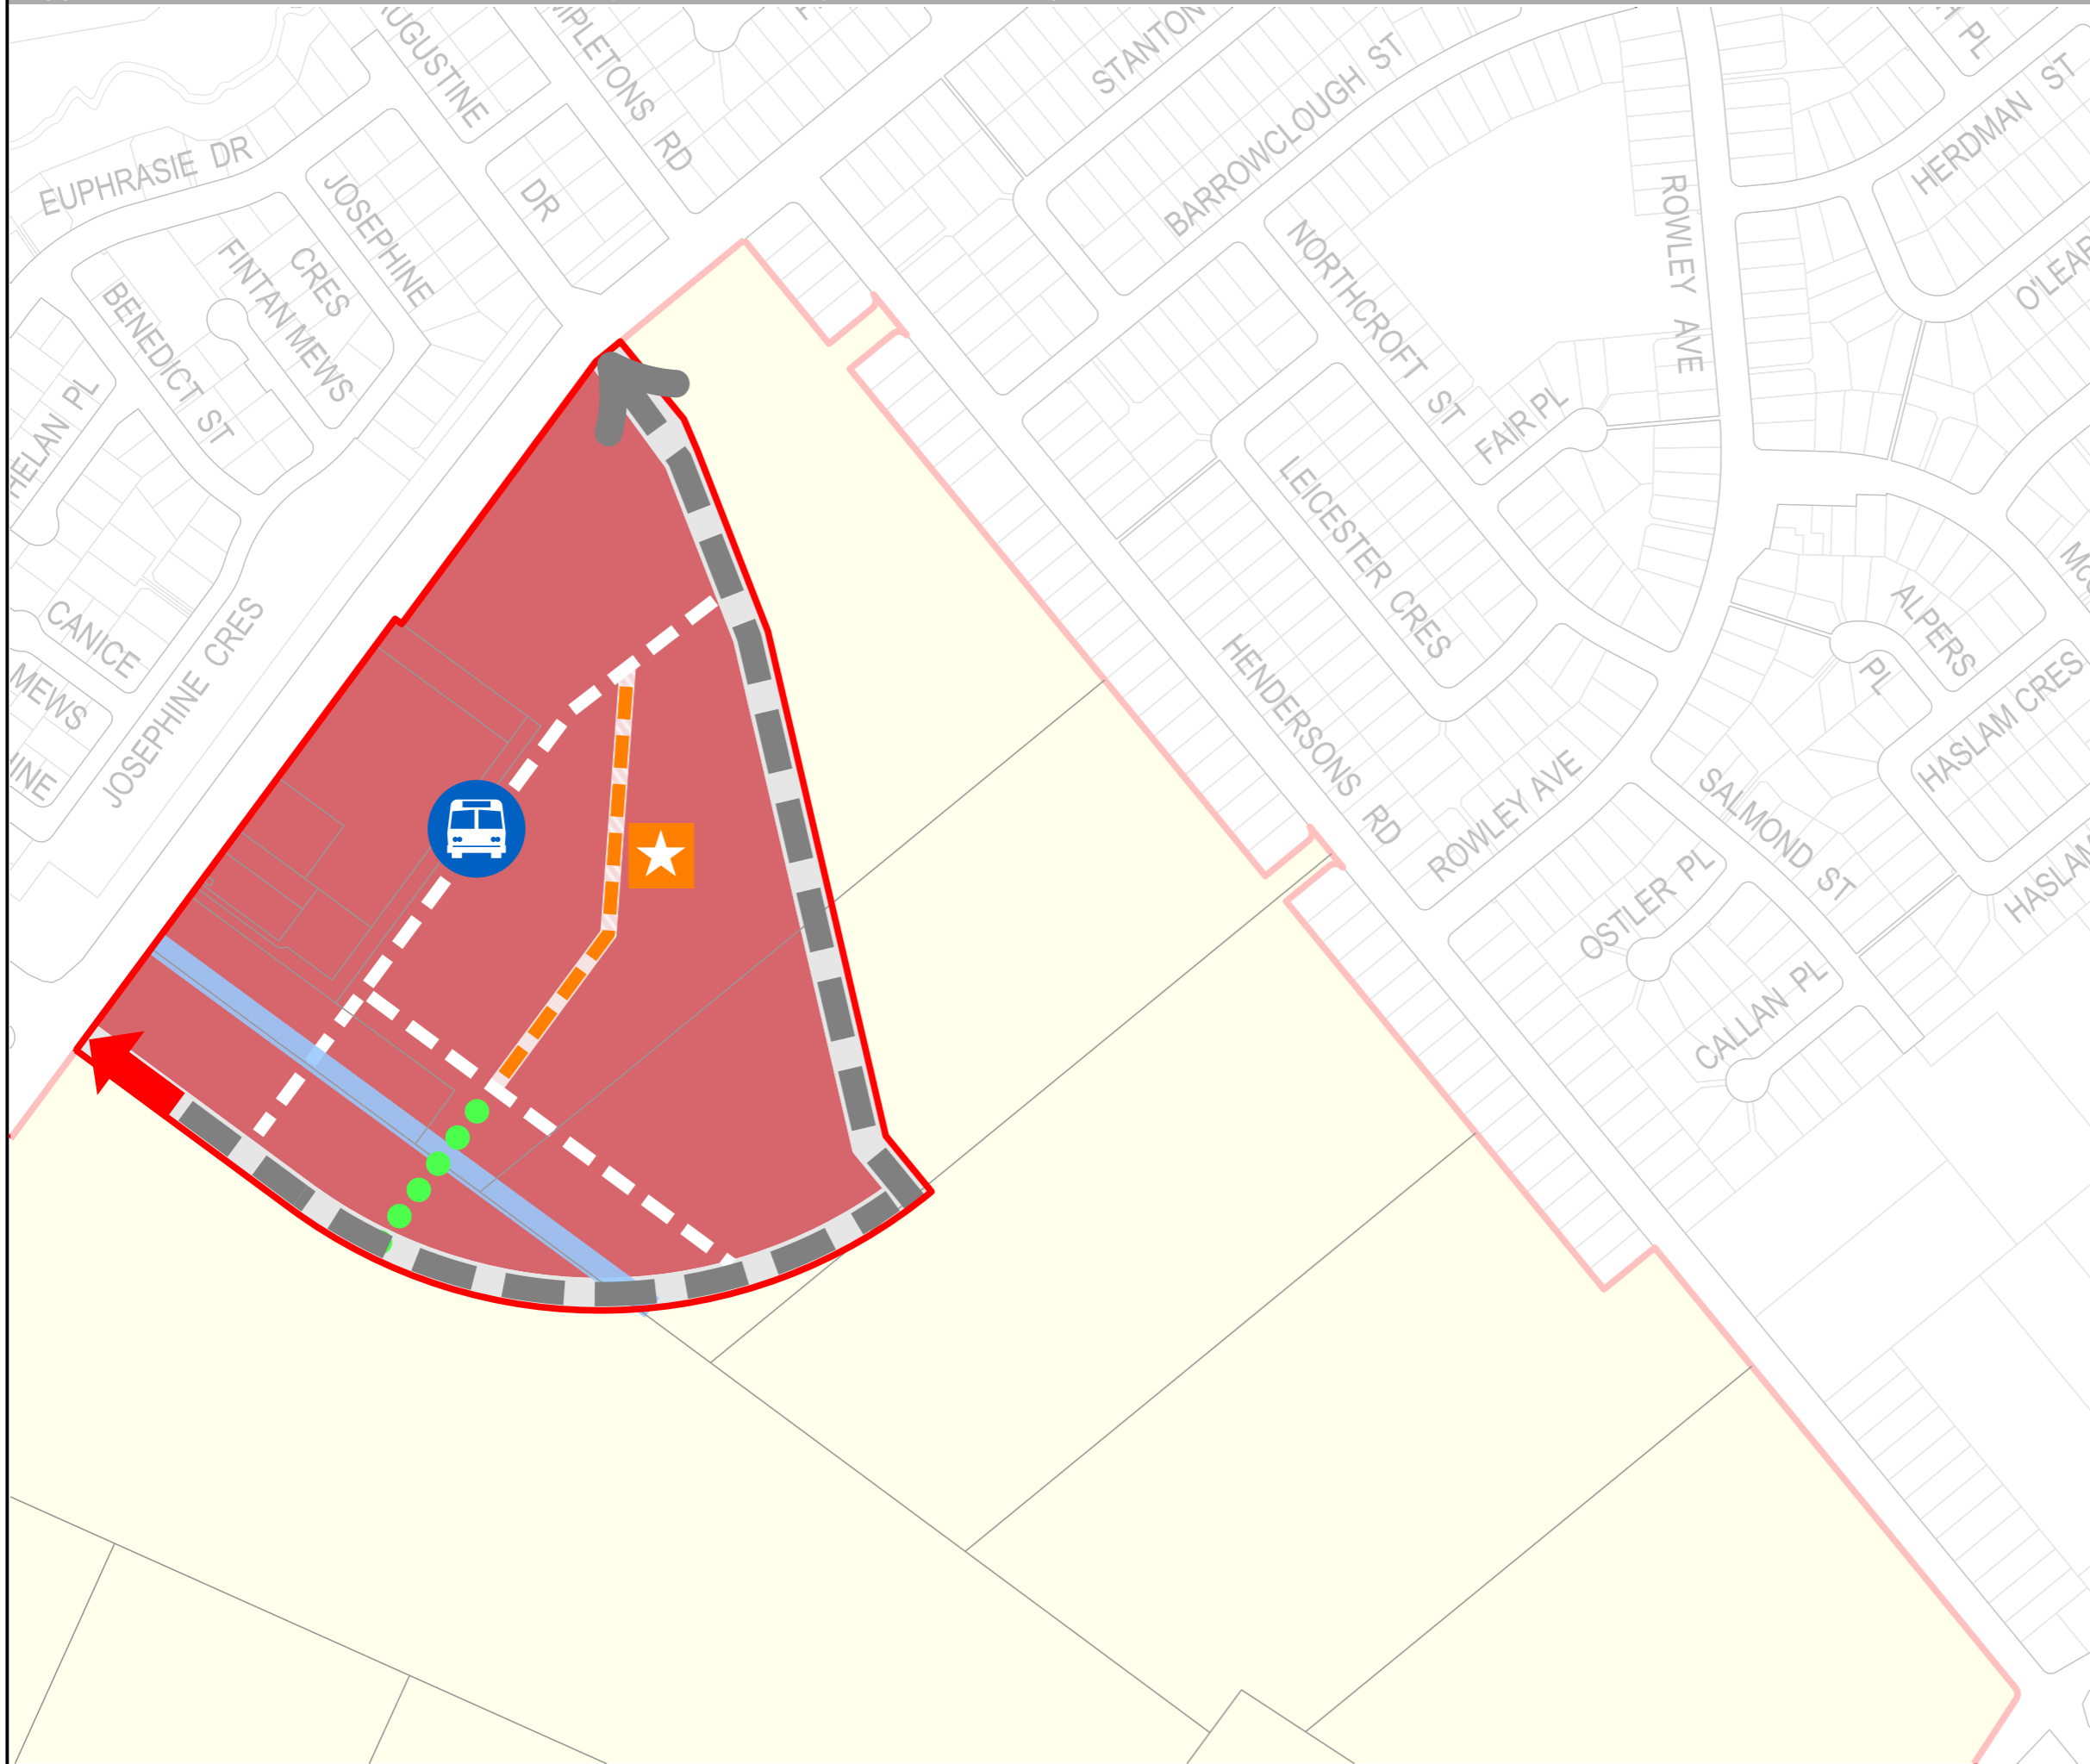 STANTON
BARROWCLOUGH ST
PL
HERDMAN ST
RD
EUPHRASIE DR
JOSEPHINE
DR
ROWLEY AVE
CRES
FINTAN MEWS
BENEDICT ST
NORTHCROFT ST
FAIR PL
LEICESTER CRES
CANICE
MEWS
JOSEPHINE CRES
HENDERSONS RD
ALPERS
PL
HASLAM CRES
ROWLEY AVE
SALMOND ST
OSTLER PL
CALLAN PL